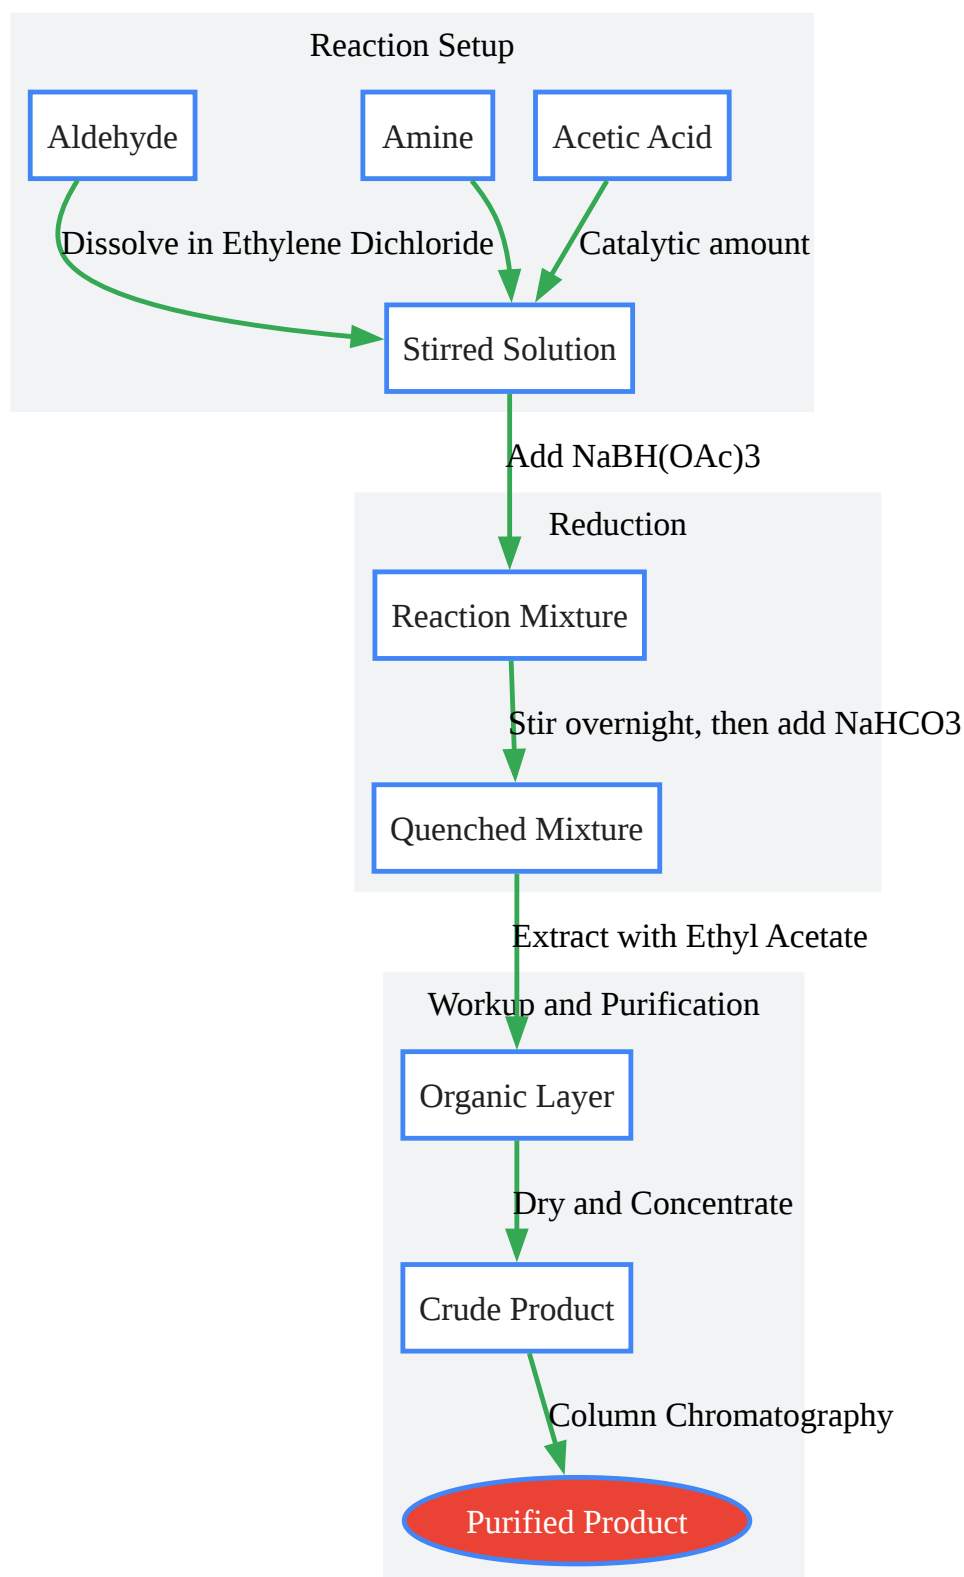 Reaction Setup
Aldehyde
Amine
Acetic Acid
Dissolve in Ethylene Dichloride
Catalytic amount
Stirred Solution
Add NaBH(OAc)3
Reduction
Reaction Mixture
Stir overnight, then add NaHCO3
Quenched Mixture
Extract with Ethyl Acetate
Workup and Purification
Organic Layer
Dry and Concentrate
Crude Product
Column Chromatography
Purified Product